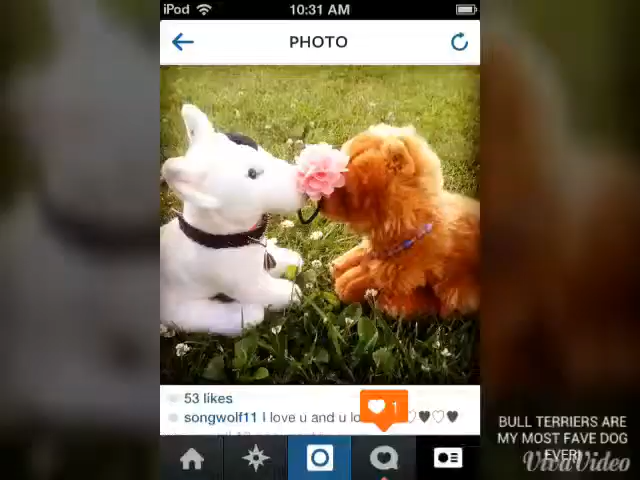 iPod 10:31 AM
PHOTO
53 likes
songwolf11 I love u and u lo
1
BULL TERRIERS ARE
MY MOST FAVE DOG
EVER!
VivaVideo